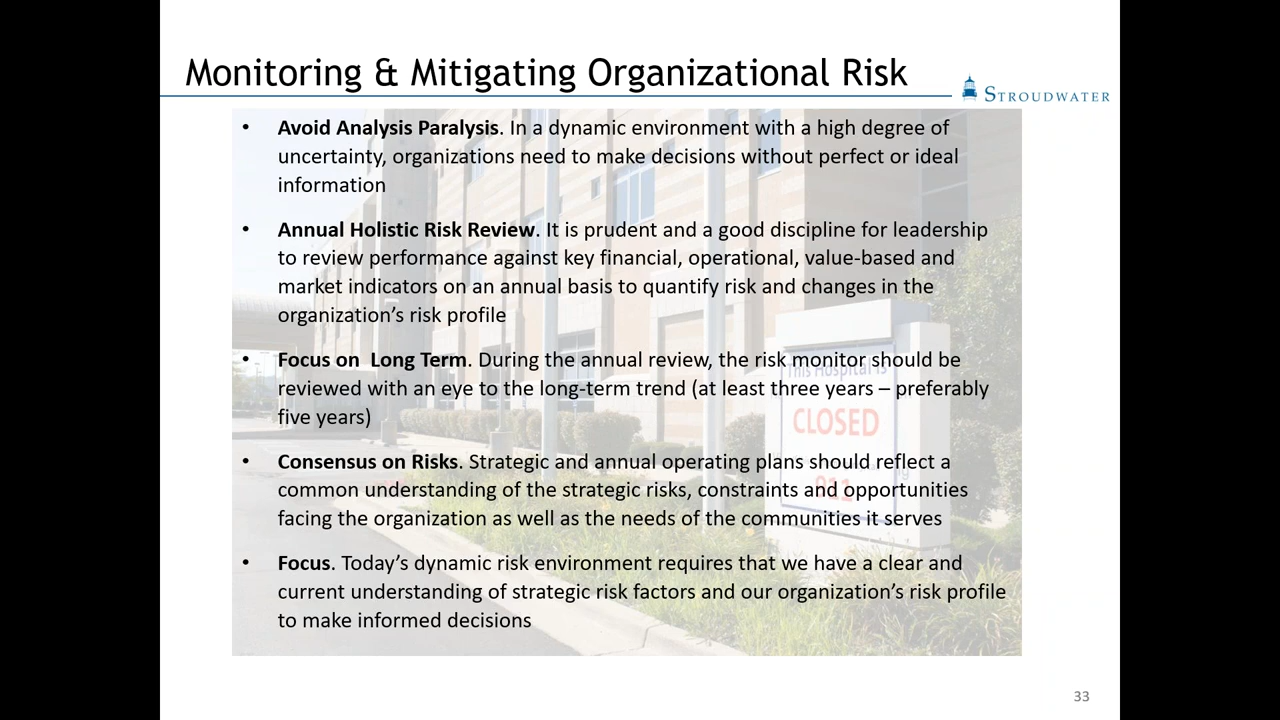 Monitoring & Mitigating Organizational Risk
STROUDWATER
• Avoid Analysis Paralysis. In a dynamic environment with a high degree of
uncertainty, organizations need to make decisions without perfect or ideal
information
• Annual Holistic Risk Review. It is prudent and a good discipline for leadership
to review performance against key financial, operational, value-based and
market indicators on an annual basis to quantify risk and changes in the
organization’s risk profile
• Focus on  Long Term. During the annual review, the risk monitor should be
reviewed with an eye to the long-term trend (at least three years – preferably
five years)
• Consensus on Risks. Strategic and annual operating plans should reflect a
common understanding of the strategic risks, constraints and opportunities
facing the organization as well as the needs of the communities it serves
• Focus. Today’s dynamic risk environment requires that we have a clear and
current understanding of strategic risk factors and our organization’s risk profile
to make informed decisions
This Hospital is
CLOSED
911
33